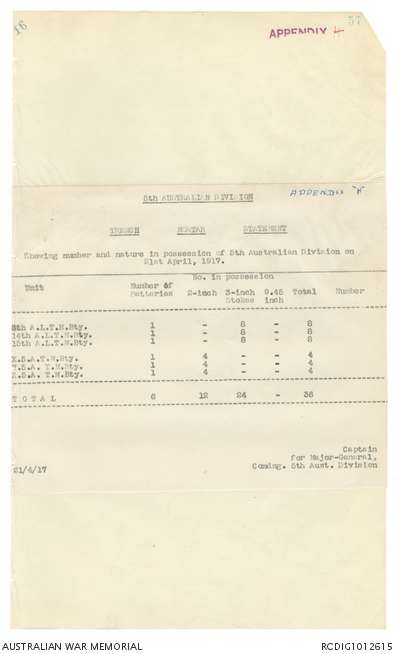 16
57
APPENDIX H
5th AUSTRALIAN DIVISION
APPENDIX "H"
TRENCH MORTAR STATEMENT
Showing number and nature in possession of 5th Australian Division on
21st April, 1917.
Unit Number of Batteries No. in possession 2-inch 3-inch Stokes 9.45 inch Total Number
8th A.L.T.M.Bty. 1 - 8 - 8
14th A.L.T.M.Bty. 1 - 8 - 8
15th A.L.T.M.Bty. 1 - 8 - 8
X.5.A.T.M.Bty. 1 4 - 4
Y.5.A. T.M.Bty. 1 4 - 4
Z.5.A. T.M.Bty. 1 4 - 4
T O T A L 6 12 24 - 36
Captain
for Major-General,
Comdng. 5th Aust. Division
21/4/17
AUSTRALIAN WAR MEMORIAL
RCDIG1012615